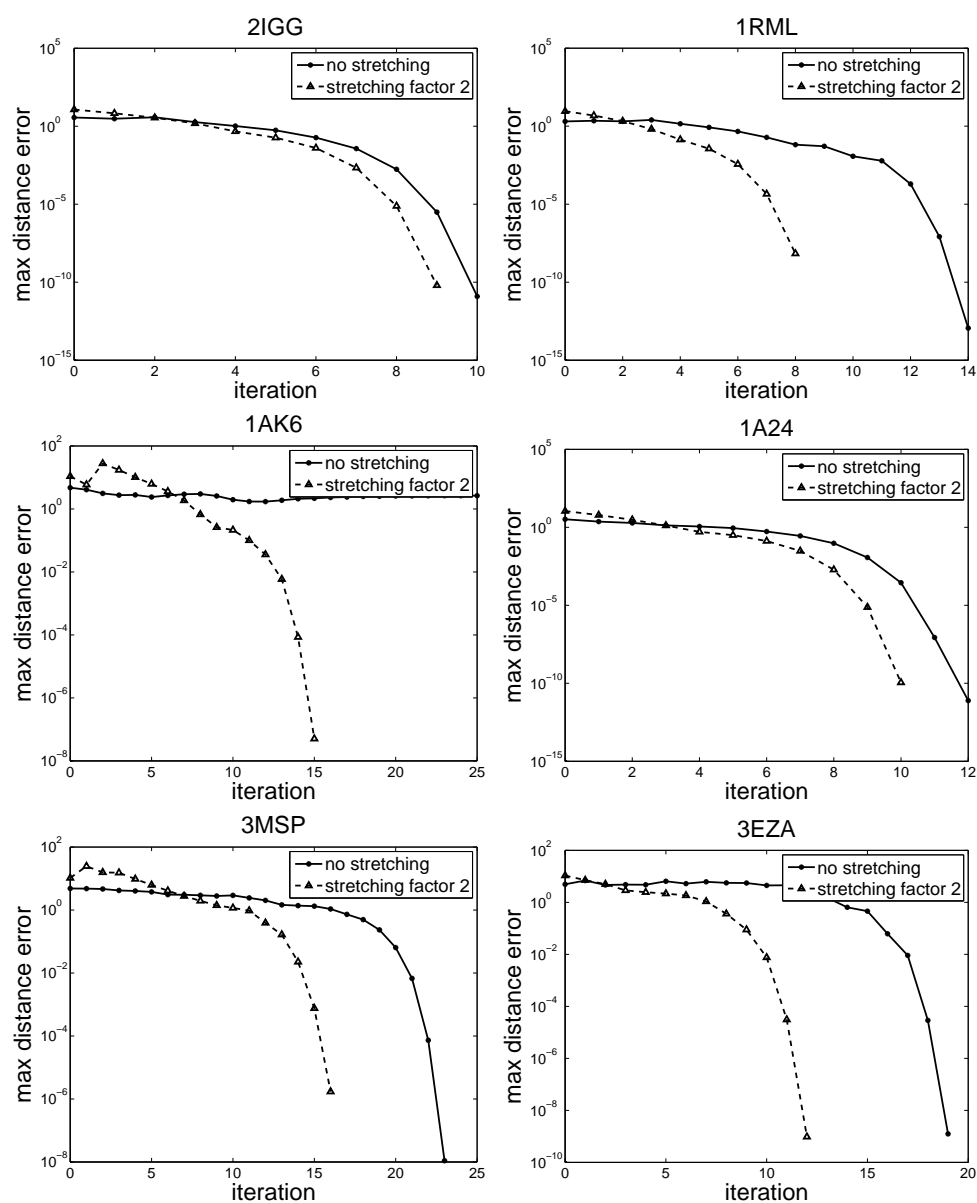 2IGG
no stretching
stretching factor 2
max distance error
10^5
10^0
10^-5
10^-10
10^-15
0 2 4 6 8 10
iteration
1RML
no stretching
stretching factor 2
max distance error
10^5
10^0
10^-5
10^-10
10^-15
0 2 4 6 8 10 12 14
iteration
1AK6
no stretching
stretching factor 2
max distance error
10^2
10^0
10^-2
10^-4
10^-6
10^-8
0 5 10 15 20 25
iteration
1A24
no stretching
stretching factor 2
max distance error
10^5
10^0
10^-5
10^-10
10^-15
0 2 4 6 8 10 12
iteration
3MSP
no stretching
stretching factor 2
max distance error
10^2
10^0
10^-2
10^-4
10^-6
10^-8
0 5 10 15 20 25
iteration
3EZA
no stretching
stretching factor 2
max distance error
10^2
10^0
10^-2
10^-4
10^-6
10^-8
10^-10
0 5 10 15 20
iteration